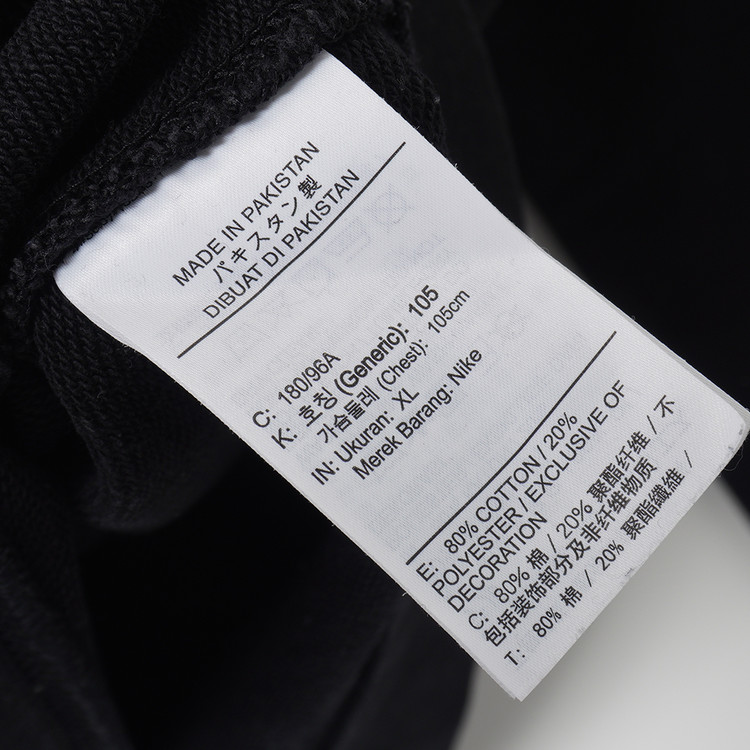 MADE IN PAKISTAN
パキスタン製
DIBUAT DI PAKISTAN
C: 180/96A
K: 호칭 (Generic): 105
가슴둘레 (Chest): 105cm
IN: Ukuran: XL
Merek Barang: Nike
E: 80% COTTON / 20%
POLYESTER / EXCLUSIVE OF
DECORATION
C: 80% 棉 / 20% 聚酯纤维 / 不
包括装饰部分及非纤维物质
T: 80% 棉 / 20% 聚酯纖維 /